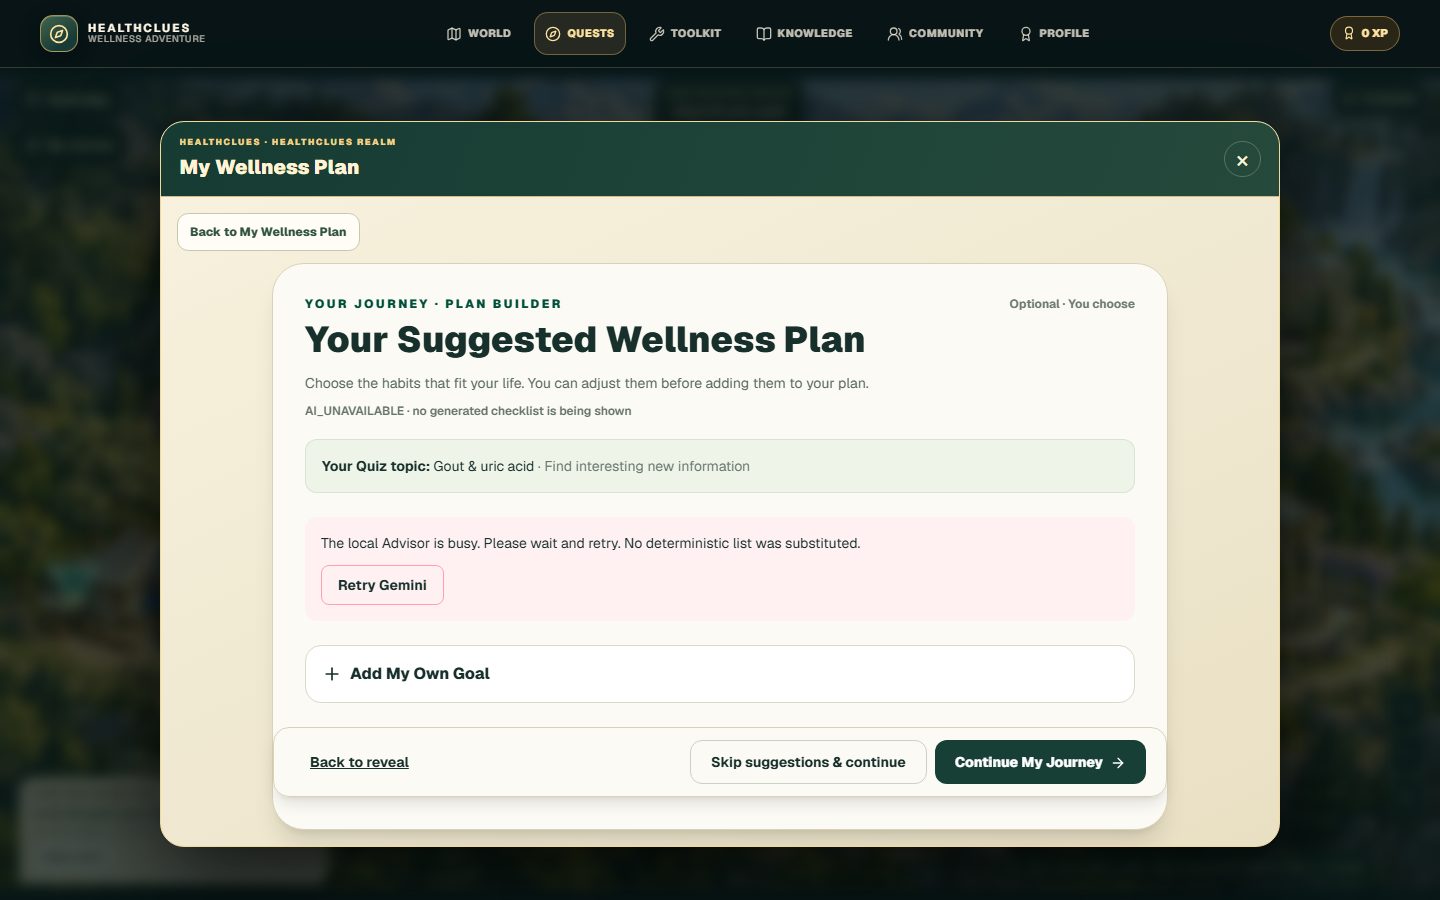 HEALTHCLUES
WELLNESS ADVENTURE
WORLD
QUESTS
TOOLKIT
KNOWLEDGE
COMMUNITY
PROFILE
0 XP
HEALTHCLUES · HEALTHCLUES REALM
My Wellness Plan
Back to My Wellness Plan
YOUR JOURNEY · PLAN BUILDER
Optional · You choose
Your Suggested Wellness Plan
Choose the habits that fit your life. You can adjust them before adding them to your plan.
AI_UNAVAILABLE · no generated checklist is being shown
Your Quiz topic: Gout & uric acid · Find interesting new information
The local Advisor is busy. Please wait and retry. No deterministic list was substituted.
Retry Gemini
Add My Own Goal
Back to reveal
Skip suggestions & continue
Continue My Journey